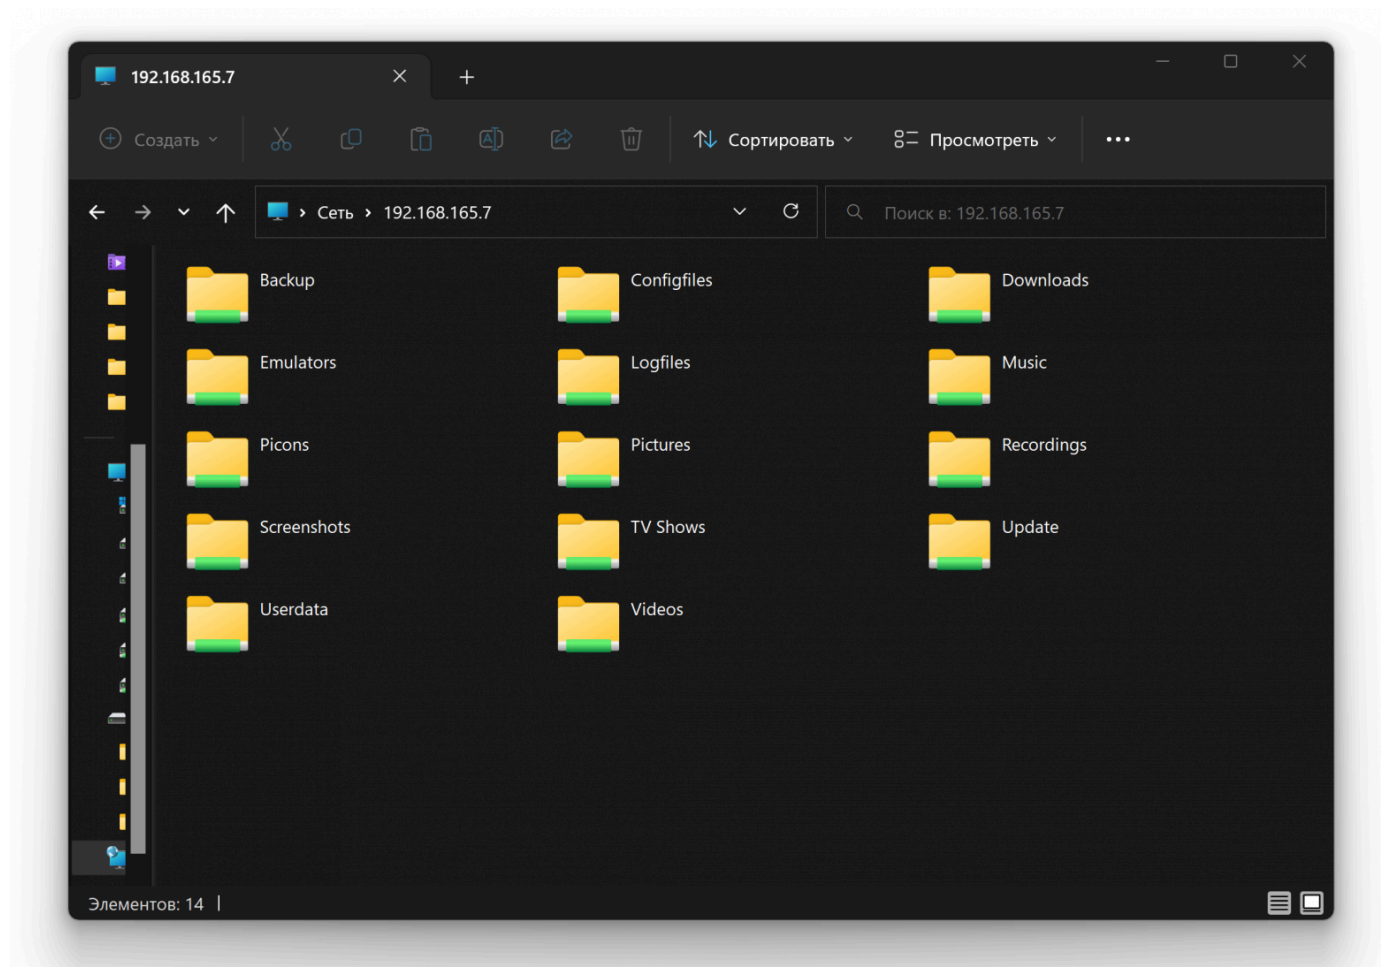 192.168.165.7
Создать
Сортировать
Просмотреть
Сеть
192.168.165.7
Поиск в: 192.168.165.7
Backup
Configfiles
Downloads
Emulators
Logfiles
Music
Picons
Pictures
Recordings
Screenshots
TV Shows
Update
Userdata
Videos
Элементов: 14